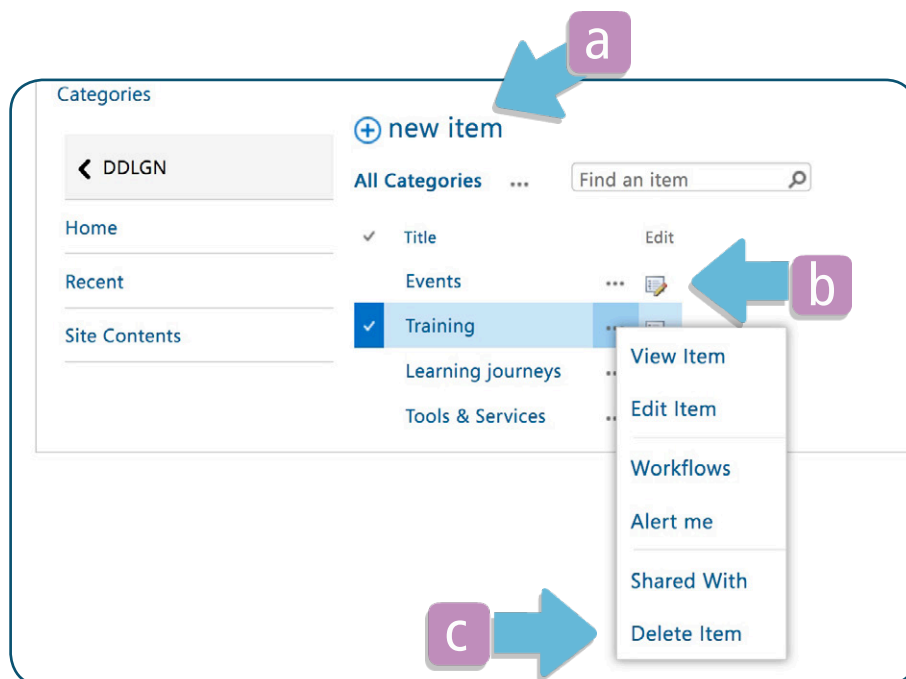 a
Categories
new item
DDLGN
All Categories ... Find an item
Home
Title Edit
Recent
Events ...
b
Site Contents
Training ...
View Item
Learning journeys ..
Edit Item
Tools & Services ..
Workflows
Alert me
Shared With
c
Delete Item